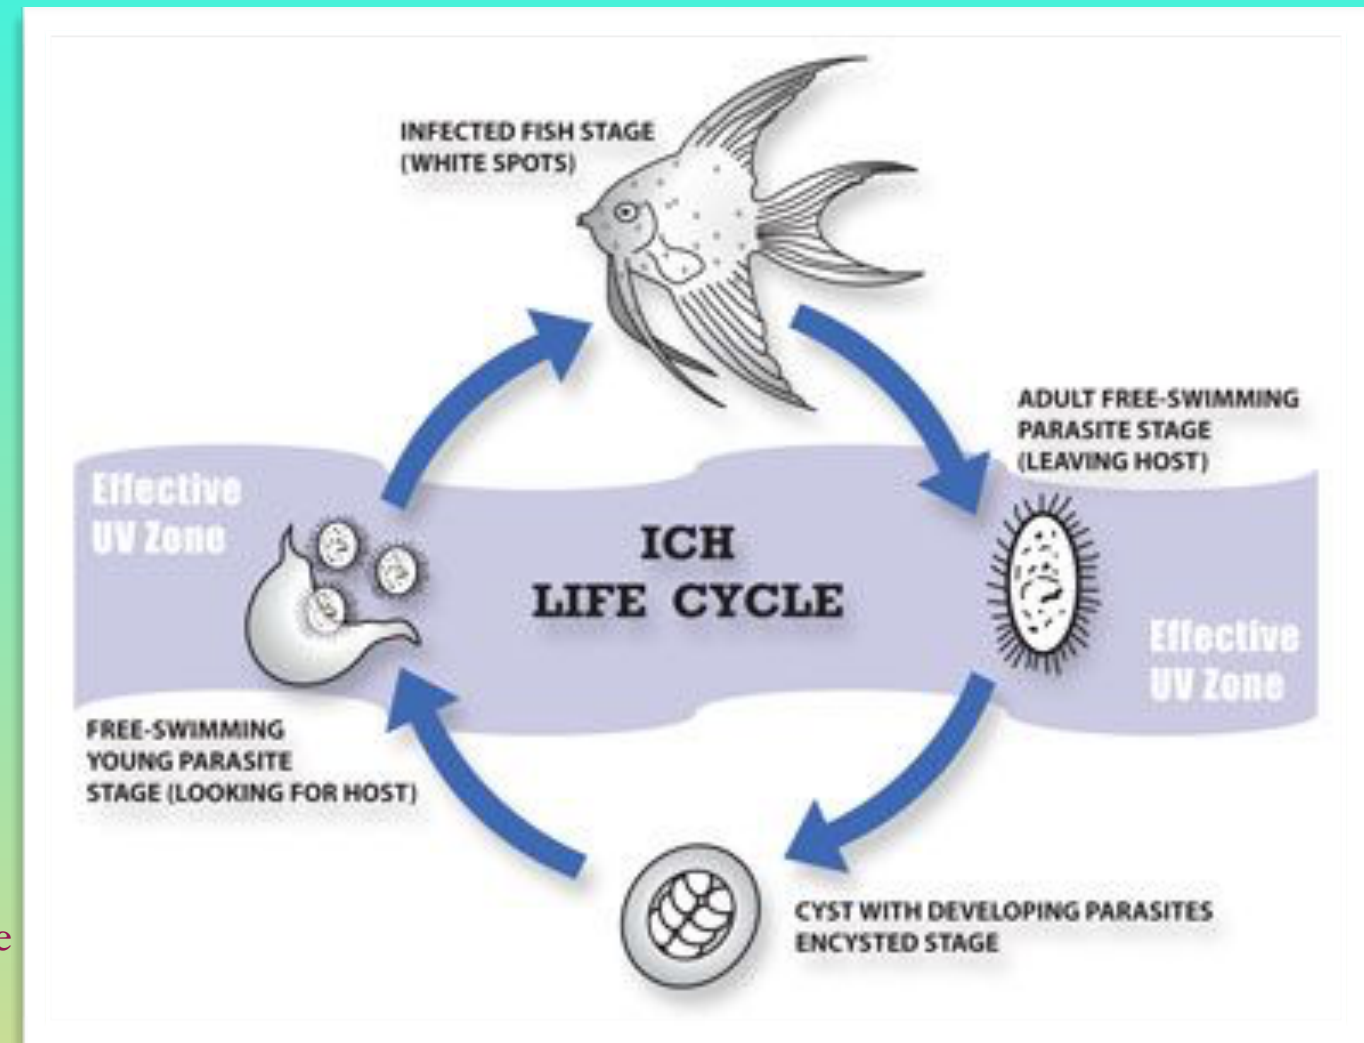 INFECTED FISH STAGE
(WHITE SPOTS)
ADULT FREE-SWIMMING
PARASITE STAGE
(LEAVING HOST)
Effective
UV Zone
ICH
LIFE CYCLE
Effective
UV Zone
FREE-SWIMMING
YOUNG PARASITE
STAGE (LOOKING FOR HOST)
CYST WITH DEVELOPING PARASITES
ENCYSTED STAGE
e